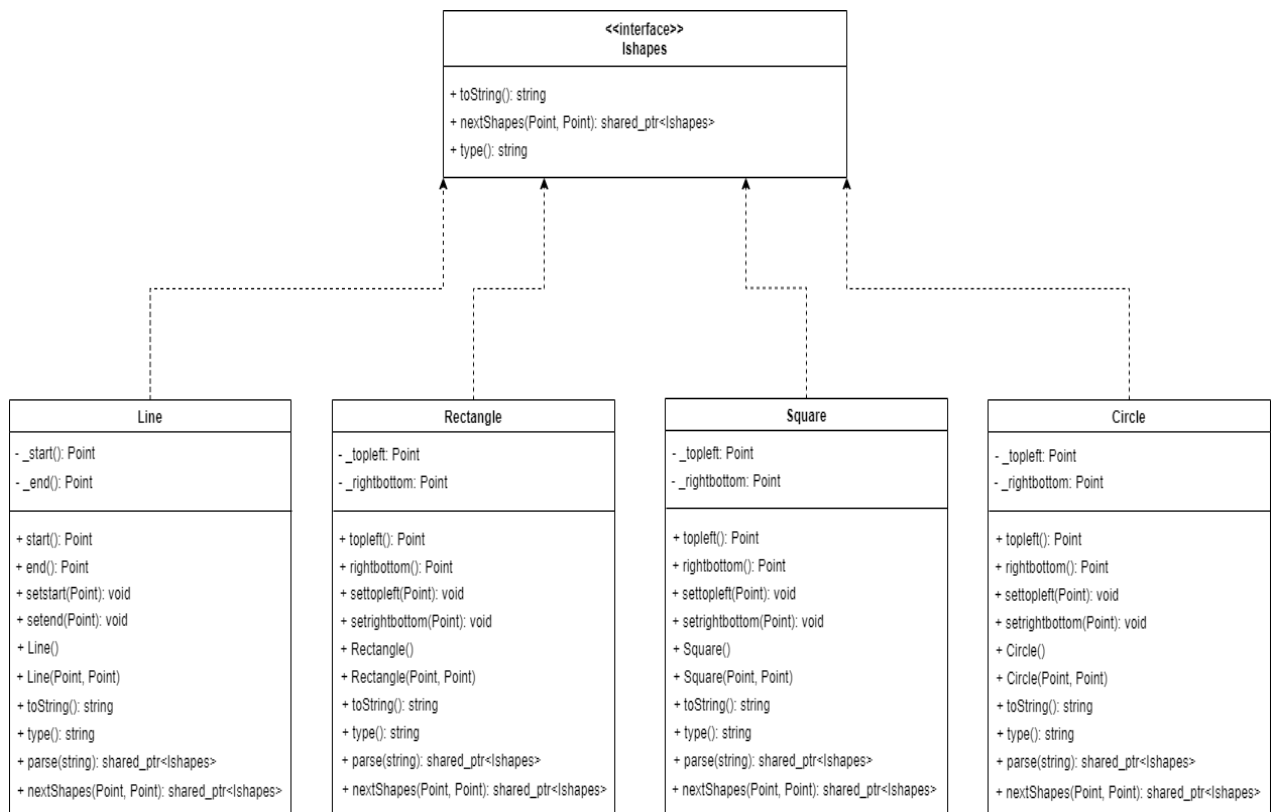 <<interface>>
Ishapes
+ toString(): string
+ nextShapes(Point, Point): shared_ptr<Ishapes>
+ type(): string
Line
- _start(): Point
- _end(): Point
+ start(): Point
+ end(): Point
+ setstart(Point): void
+ setend(Point): void
+ Line()
+ Line(Point, Point)
+ toString(): string
+ type(): string
+ parse(string): shared_ptr<Ishapes>
+ nextShapes(Point, Point): shared_ptr<Ishapes>
Rectangle
- _topleft: Point
- _rightbottom: Point
+ topleft(): Point
+ rightbottom(): Point
+ settopleft(Point): void
+ setrightbottom(Point): void
+ Rectangle()
+ Rectangle(Point, Point)
+ toString(): string
+ type(): string
+ parse(string): shared_ptr<Ishapes>
+ nextShapes(Point, Point): shared_ptr<Ishapes>
Square
- _topleft: Point
- _rightbottom: Point
+ topleft(): Point
+ rightbottom(): Point
+ settopleft(Point): void
+ setrightbottom(Point): void
+ Square()
+ Square(Point, Point)
+ toString(): string
+ type(): string
+ parse(string): shared_ptr<Ishapes>
+ nextShapes(Point, Point): shared_ptr<Ishapes>
Circle
- _topleft: Point
- _rightbottom: Point
+ topleft(): Point
+ rightbottom(): Point
+ settopleft(Point): void
+ setrightbottom(Point): void
+ Circle()
+ Circle(Point, Point)
+ toString(): string
+ type(): string
+ parse(string): shared_ptr<Ishapes>
+ nextShapes(Point, Point): shared_ptr<Ishapes>